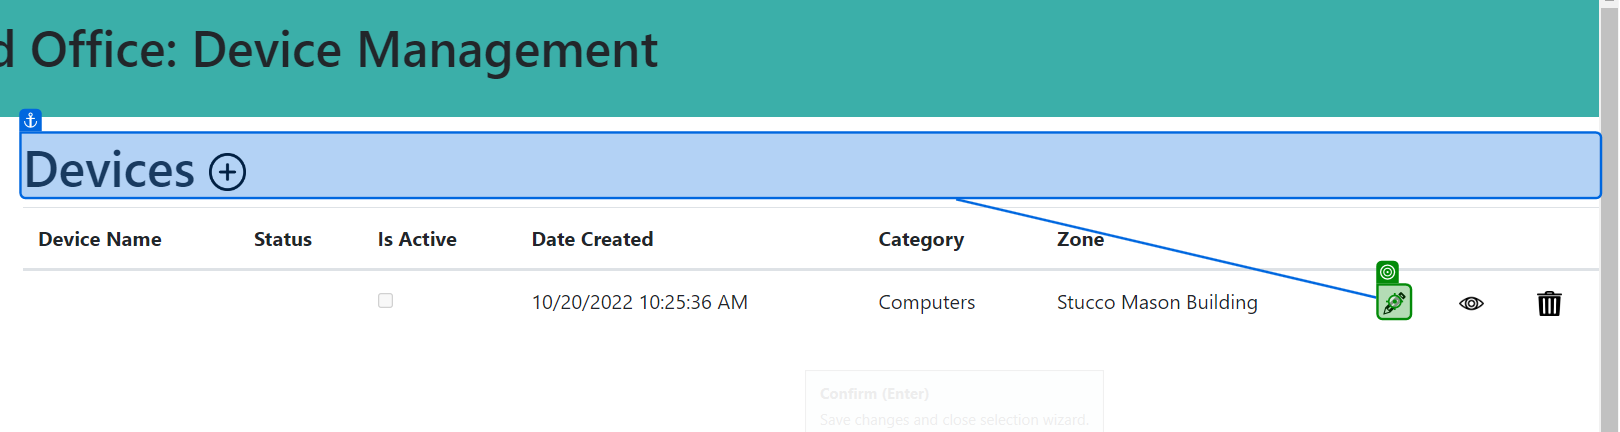 d Office: Device Management
Devices
Device Name Status Is Active Date Created Category Zone
10/20/2022 10:25:36 AM Computers Stucco Mason Building
Confirm (Enter)
Save changes and close selection wizard.